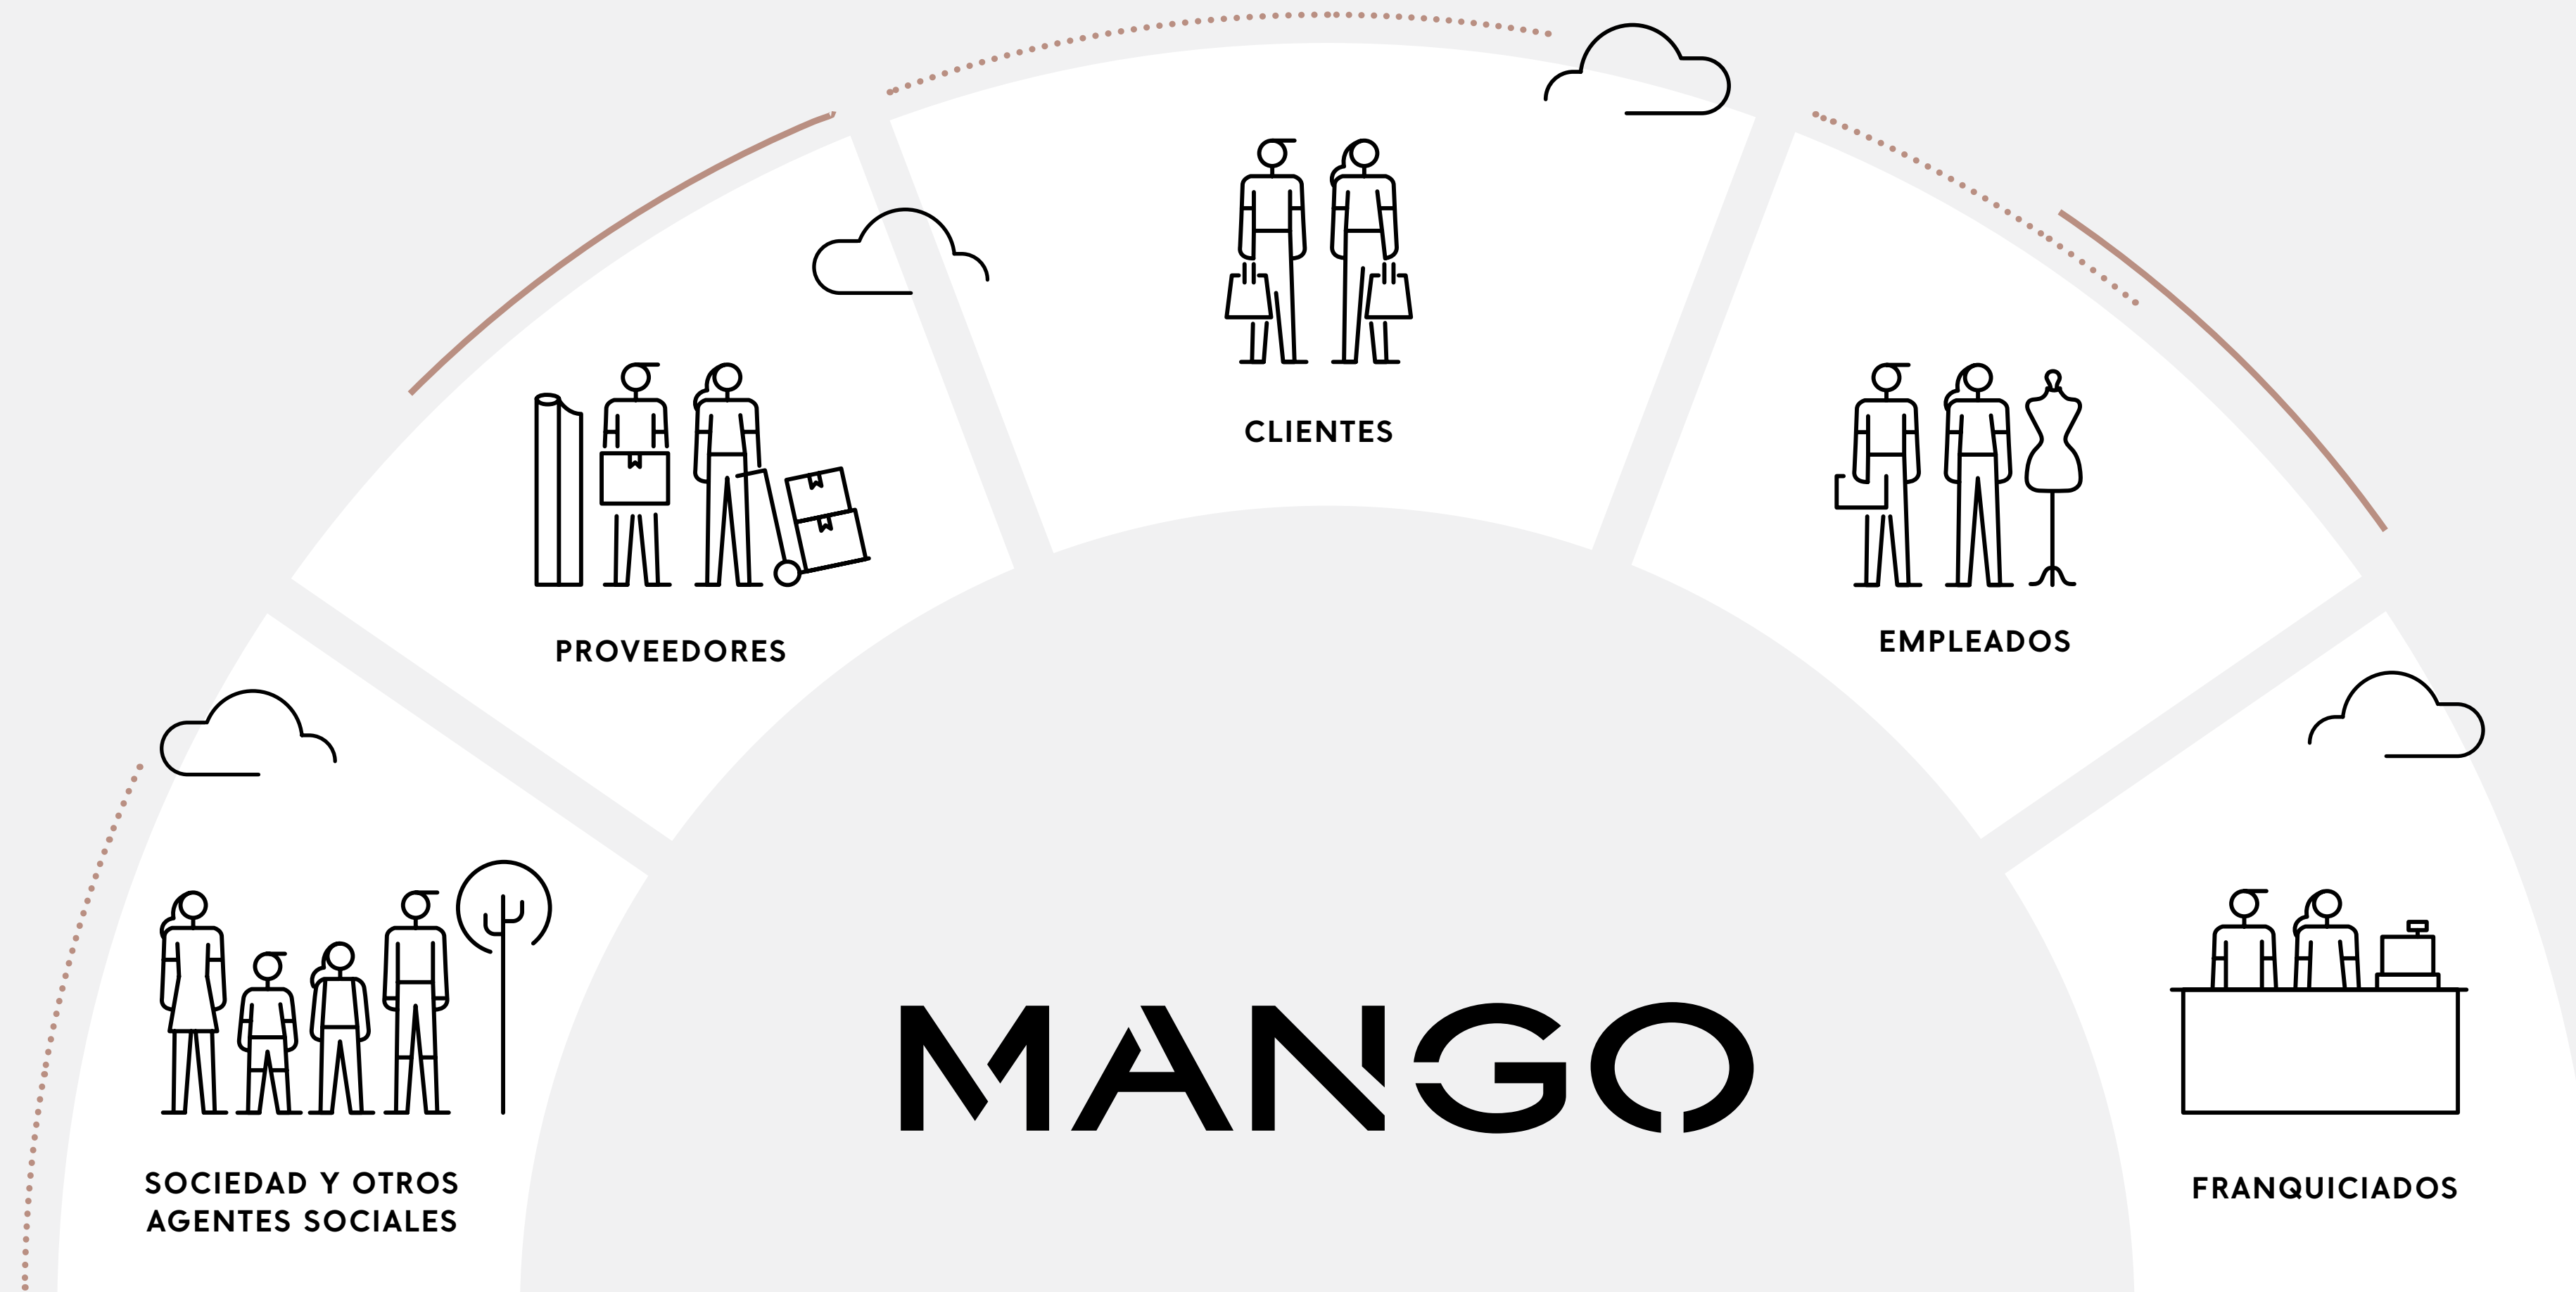 CLIENTES
PROVEEDORES
EMPLEADOS
MANGO
SOCIEDAD Y OTROS
AGENTES SOCIALES
FRANQUICIADOS